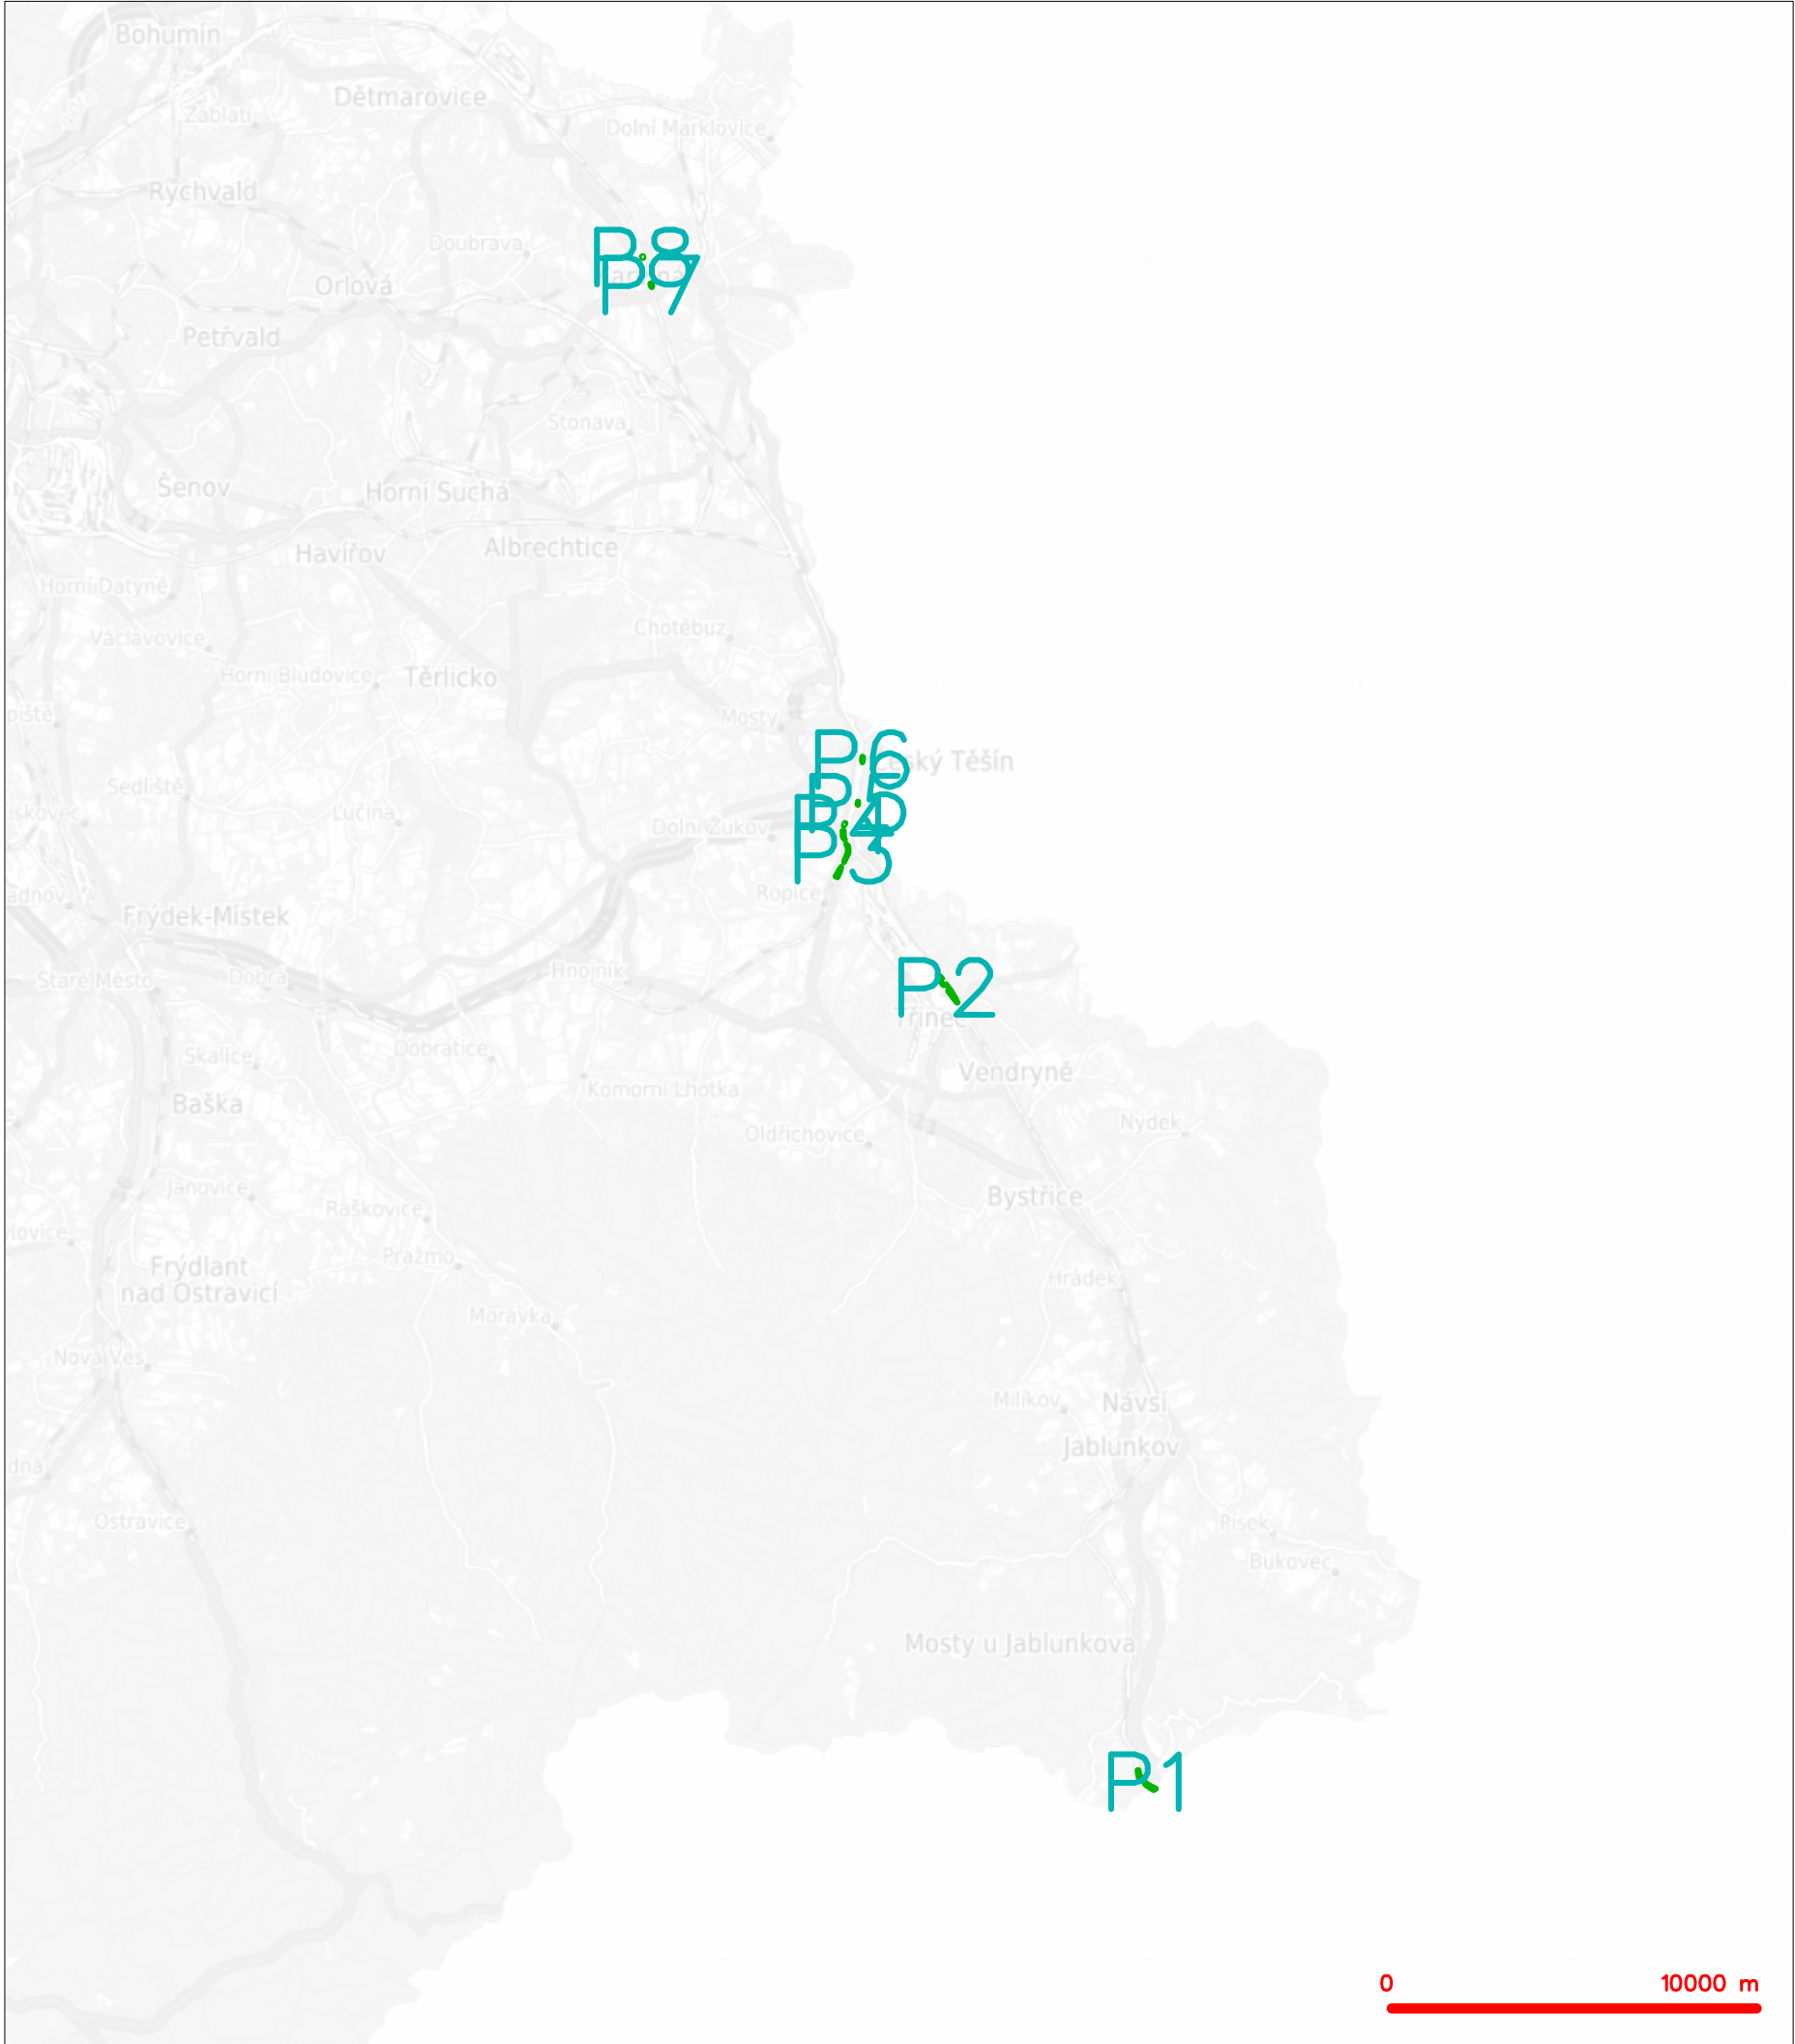 Bohumín
Dětmarovice
Záblatí
Dolní Marklovice
Rychvald
Doubrava
P8
P7
Orlová
Petřvald
Stonava
Šenov
Horní Suchá
Havířov
Albrechtice
Horní Datyně
Chotěbuz
Václavovice
Horní Bludovice
Těrlicko
Mosty
P6
Český Těšín
Sedliště
Lučina
P5
P4
Dolní Žukov
P3
Ropice
Frýdek-Místek
P2
Staré Město
Dobrá
Hnojník
Třinec
Skalice
Dobratice
Vendryně
Komorní Lhotka
Baška
Nýdek
Oldřichovice
Janovice
Bystřice
Raškovice
Pražmo
Frýdlant
nad Ostravicí
Hrádek
Morávka
Nová Ves
Milíkov
Návsí
Jablunkov
Ostravice
Písek
Bukovec
Mosty u Jablunkova
P1
0 10000 m